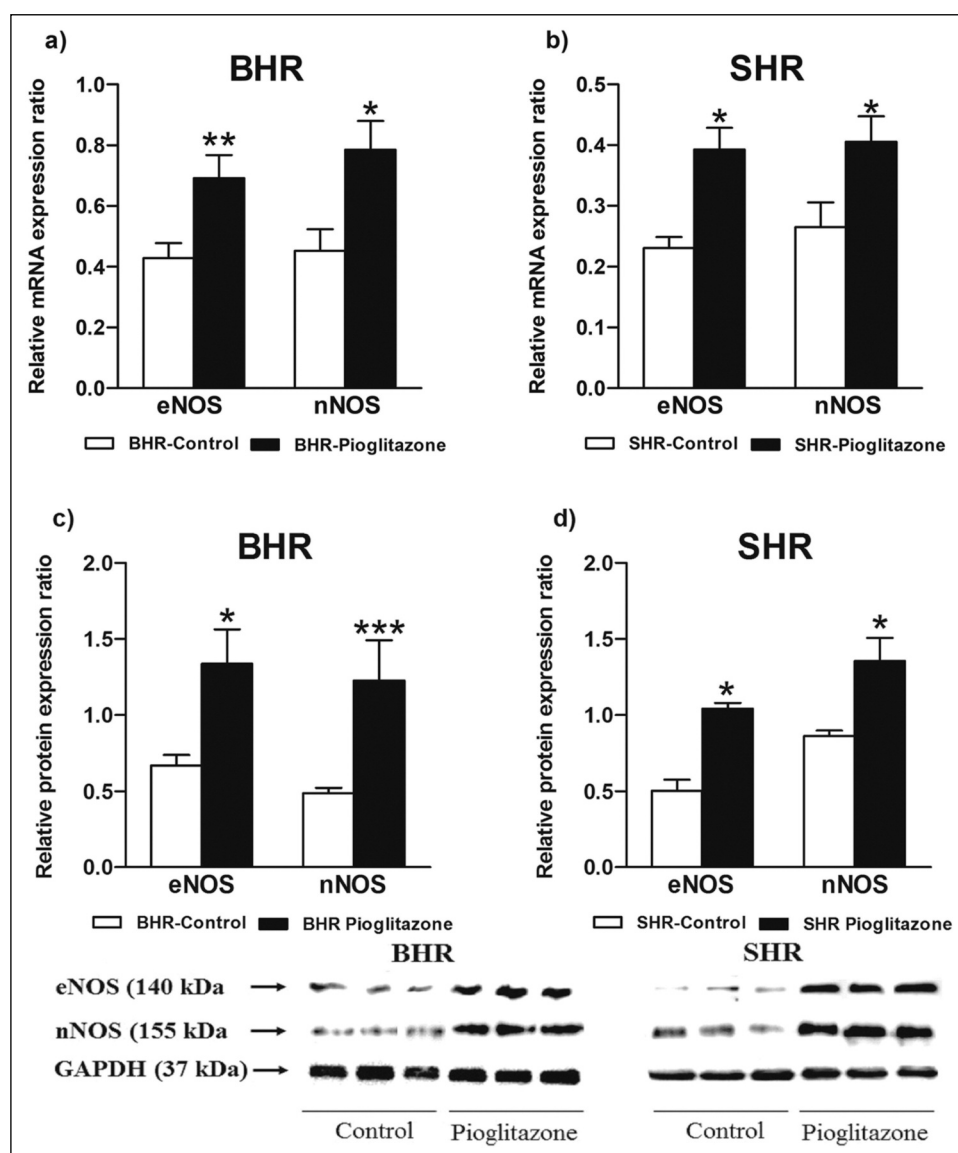 a)
BHR
Relative mRNA expression ratio
1.0
0.8
0.6
0.4
0.2
0.0
**
*
eNOS
nNOS
BHR-Control
BHR-Pioglitazone
b)
SHR
Relative mRNA expression ratio
0.5
0.4
0.3
0.2
0.1
0.0
*
*
eNOS
nNOS
SHR-Control
SHR-Pioglitazone
c)
BHR
Relative protein expression ratio
2.0
1.5
1.0
0.5
0.0
*
***
eNOS
nNOS
BHR-Control
BHR Pioglitazone
d)
SHR
Relative protein expression ratio
2.0
1.5
1.0
0.5
0.0
*
*
eNOS
nNOS
SHR-Control
SHR Pioglitazone
BHR
SHR
eNOS (140 kDa
nNOS (155 kDa
GAPDH (37 kDa)
Control
Pioglitazone
Control
Pioglitazone